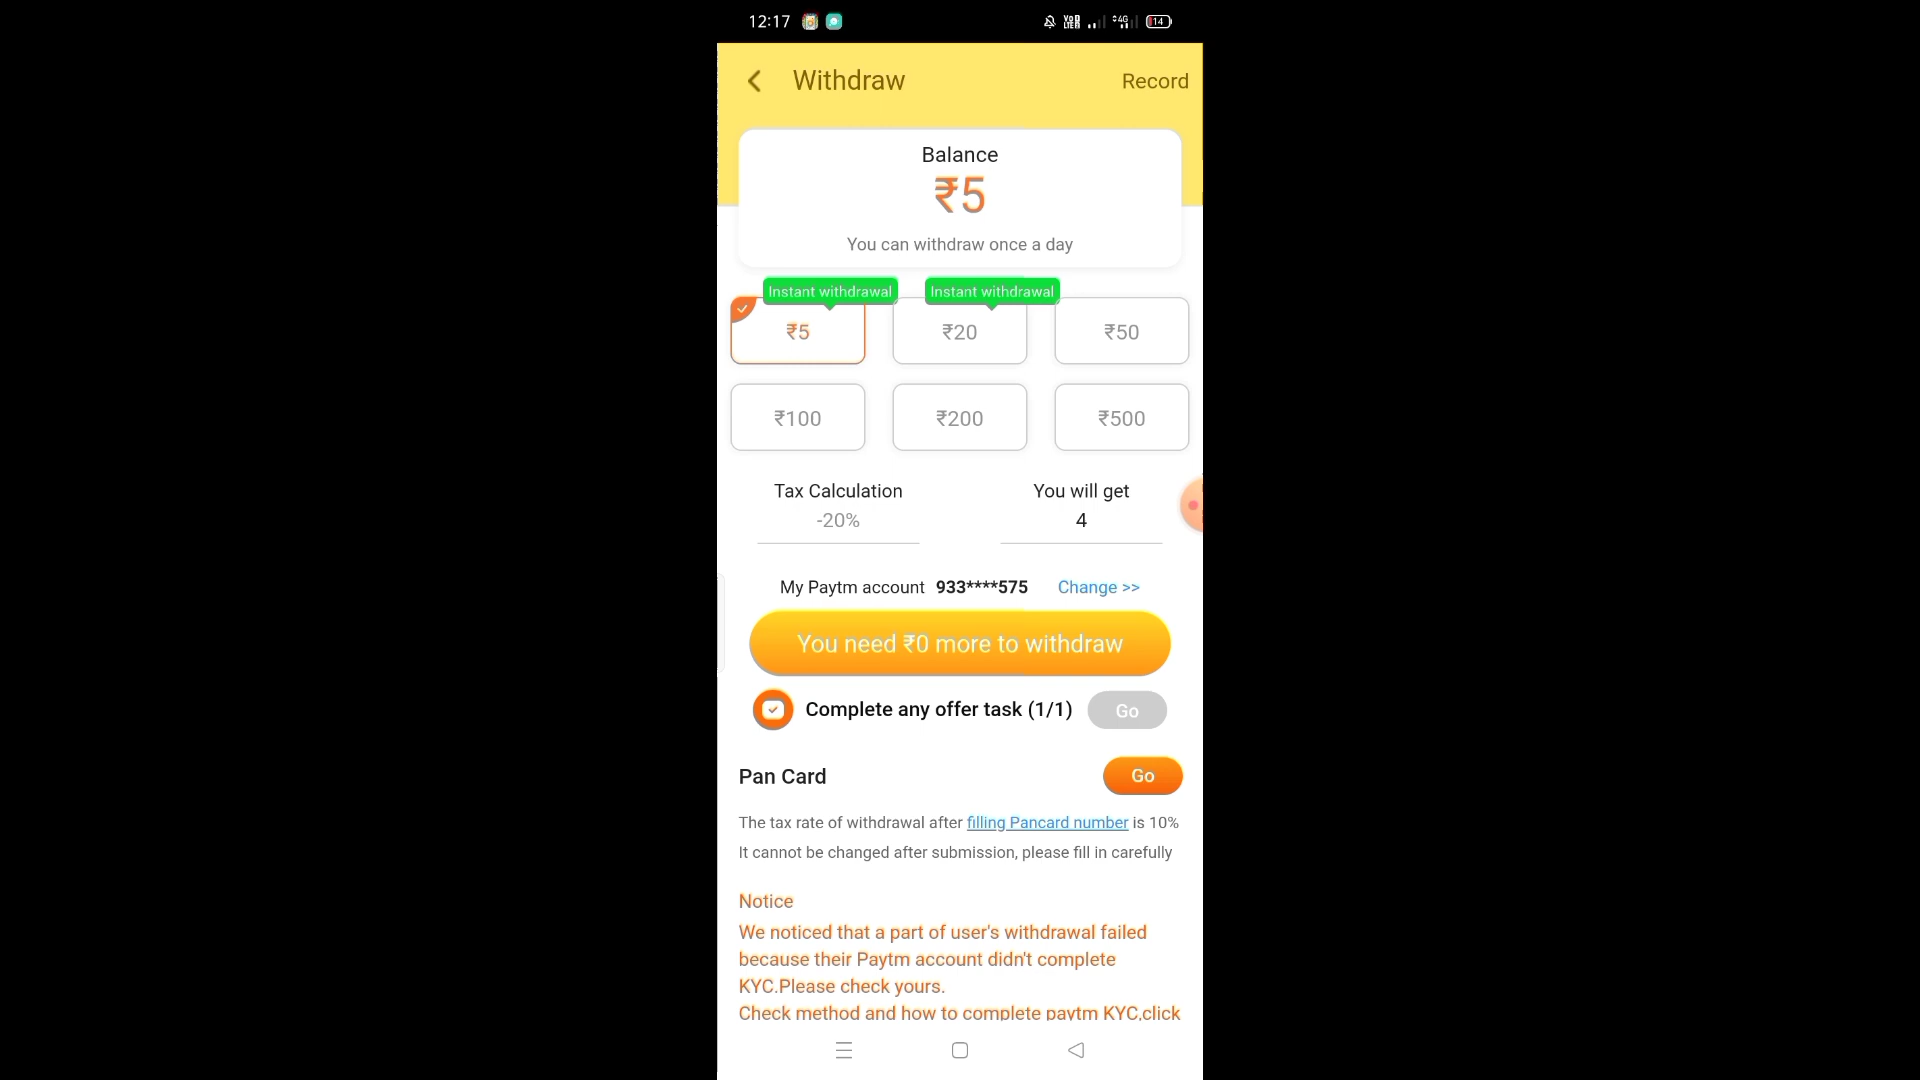 12:17
VoD LTE1 4G 14
Withdraw
Record
Balance
₹5
You can withdraw once a day
Instant withdrawal
Instant withdrawal
₹5
₹20
₹50
₹100
₹200
₹500
Tax Calculation
You will get
-20%
4
My Paytm account 933****575 Change >>
You need ₹0 more to withdraw
Complete any offer task (1/1) Go
Pan Card
Go
The tax rate of withdrawal after filling Pancard number is 10%
It cannot be changed after submission, please fill in carefully
Notice
We noticed that a part of user's withdrawal failed
because their Paytm account didn't complete
KYC.Please check yours.
Check method and how to complete paytm KYC,click